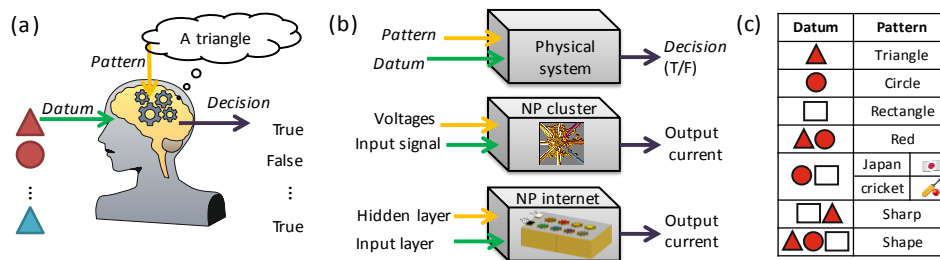 (a)
A triangle
Pattern
Datum
Decision
True
False
⋮
⋮
True
(b)
Pattern
Datum
Physical
system
Decision
(T/F)
NP cluster
Voltages
Input signal
Output
current
NP internet
Hidden layer
Input layer
Output
current
(c)
Datum Pattern
Triangle
Circle
Rectangle
Red
Japan
cricket
Sharp
Shape